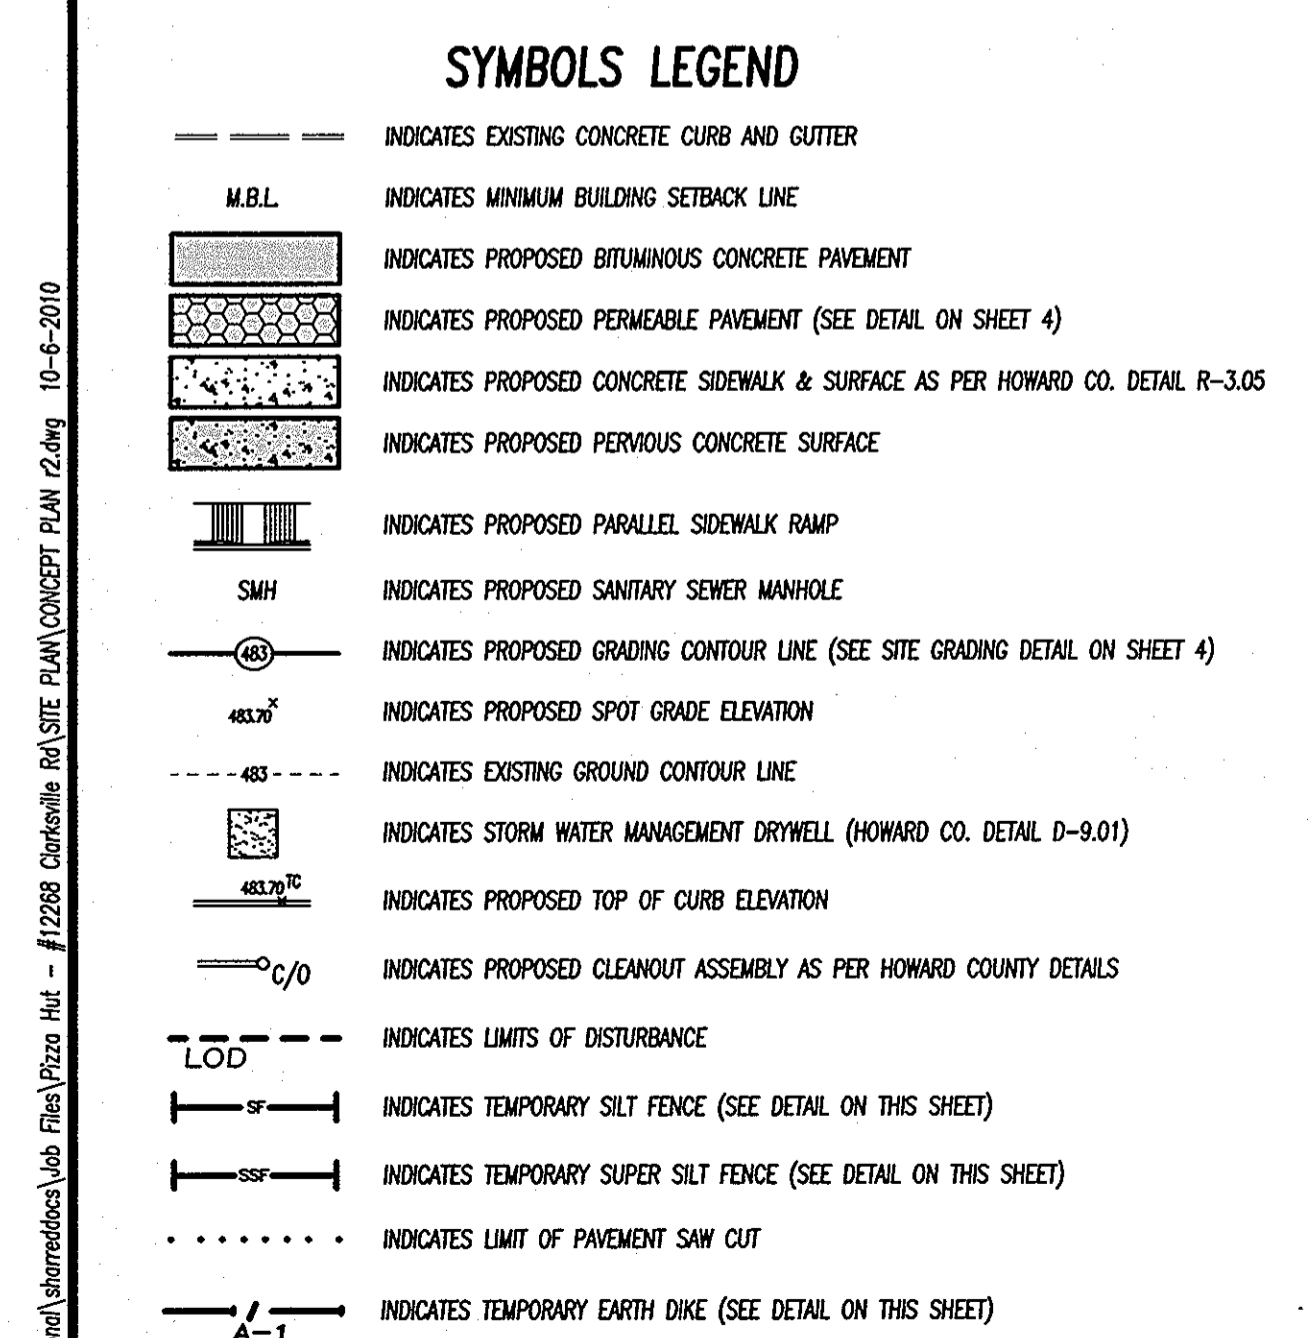 SYMBOLS LEGEND
INDICATES EXISTING CONCRETE CURB AND GUTTER
M.B.L. INDICATES MINIMUM BUILDING SETBACK LINE
INDICATES PROPOSED BITUMINOUS CONCRETE PAVEMENT
INDICATES PROPOSED PERMEABLE PAVEMENT (SEE DETAIL ON SHEET 4)
INDICATES PROPOSED CONCRETE SIDEWALK & SURFACE AS PER HOWARD CO. DETAIL R-3.05
INDICATES PROPOSED PERVIOUS CONCRETE SURFACE
INDICATES PROPOSED PARALLEL SIDEWALK RAMP
SMH INDICATES PROPOSED SANITARY SEWER MANHOLE
483 INDICATES PROPOSED GRADING CONTOUR LINE (SEE SITE GRADING DETAIL ON SHEET 4)
483.70 X INDICATES PROPOSED SPOT GRADE ELEVATION
483 INDICATES EXISTING GROUND CONTOUR LINE
INDICATES STORM WATER MANAGEMENT DRYWELL (HOWARD CO. DETAIL D-9.01)
483.70 TC INDICATES PROPOSED TOP OF CURB ELEVATION
C/O INDICATES PROPOSED CLEANOUT ASSEMBLY AS PER HOWARD COUNTY DETAILS
LOD INDICATES LIMITS OF DISTURBANCE
SF INDICATES TEMPORARY SILT FENCE (SEE DETAIL ON THIS SHEET)
SSF INDICATES TEMPORARY SUPER SILT FENCE (SEE DETAIL ON THIS SHEET)
INDICATES LIMIT OF PAVEMENT SAW CUT
A-1 INDICATES TEMPORARY EARTH DIKE (SEE DETAIL ON THIS SHEET)
nal\sharreddocs\Job Files\Pizza Hut - #12268 Clarksville Rd\SITE PLAN\CONCEPT PLAN r2.dwg 10-6-2010